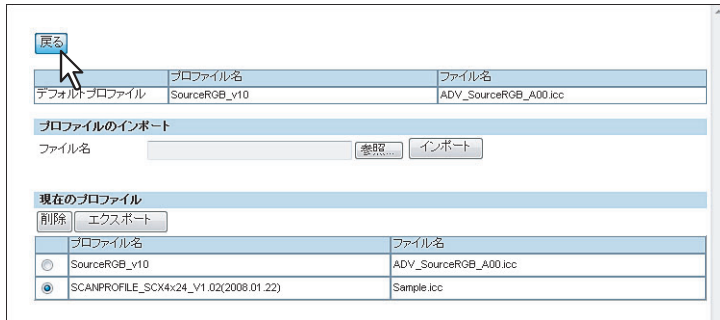 戻る
プロファイル名 ファイル名
デフォルトプロファイル SourceRGB_v10 ADV_SourceRGB_A00.icc
プロファイルのインポート
ファイル名 参照... インポート
現在のプロファイル
削除 エクスポート
プロファイル名 ファイル名
SourceRGB_v10 ADV_SourceRGB_A00.icc
SCANPROFILE_SCX4x24_V1.02(2008.01.22) Sample.icc